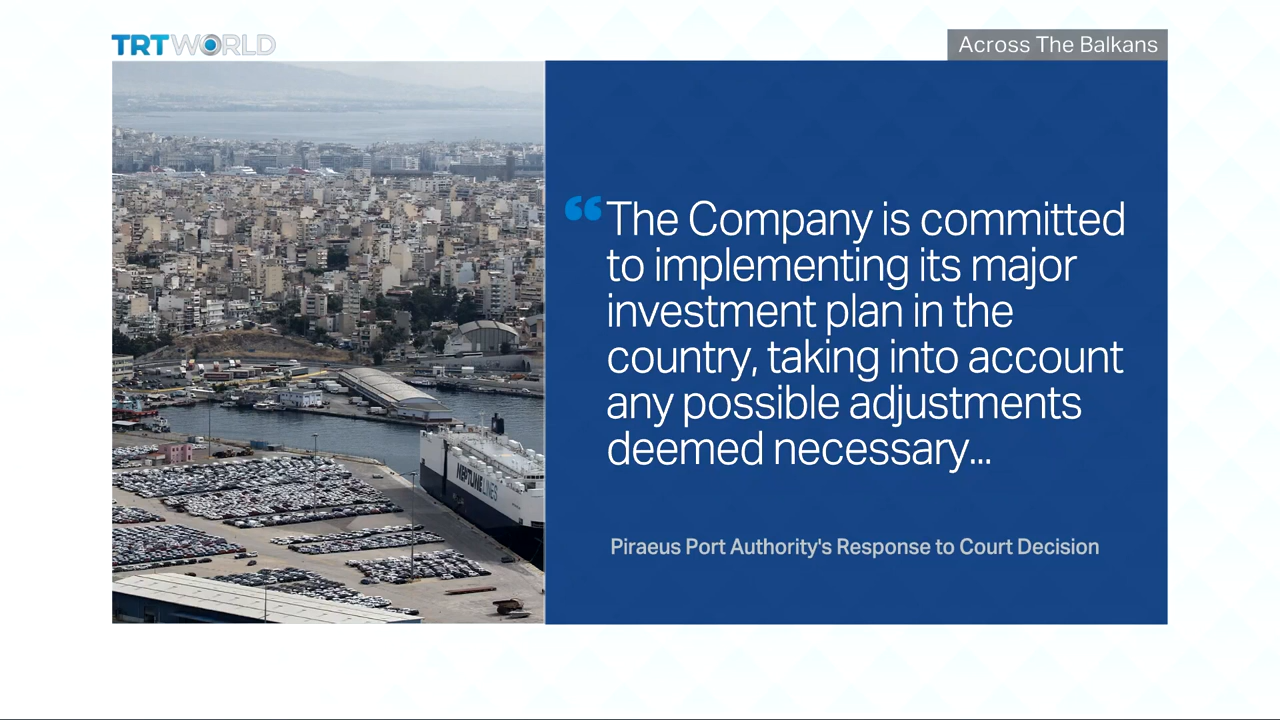 TRT WORLD
Across The Balkans
“The Company is committed
to implementing its major
investment plan in the
country, taking into account
any possible adjustments
deemed necessary...
Piraeus Port Authority's Response to Court Decision
NEPTUNE LINES